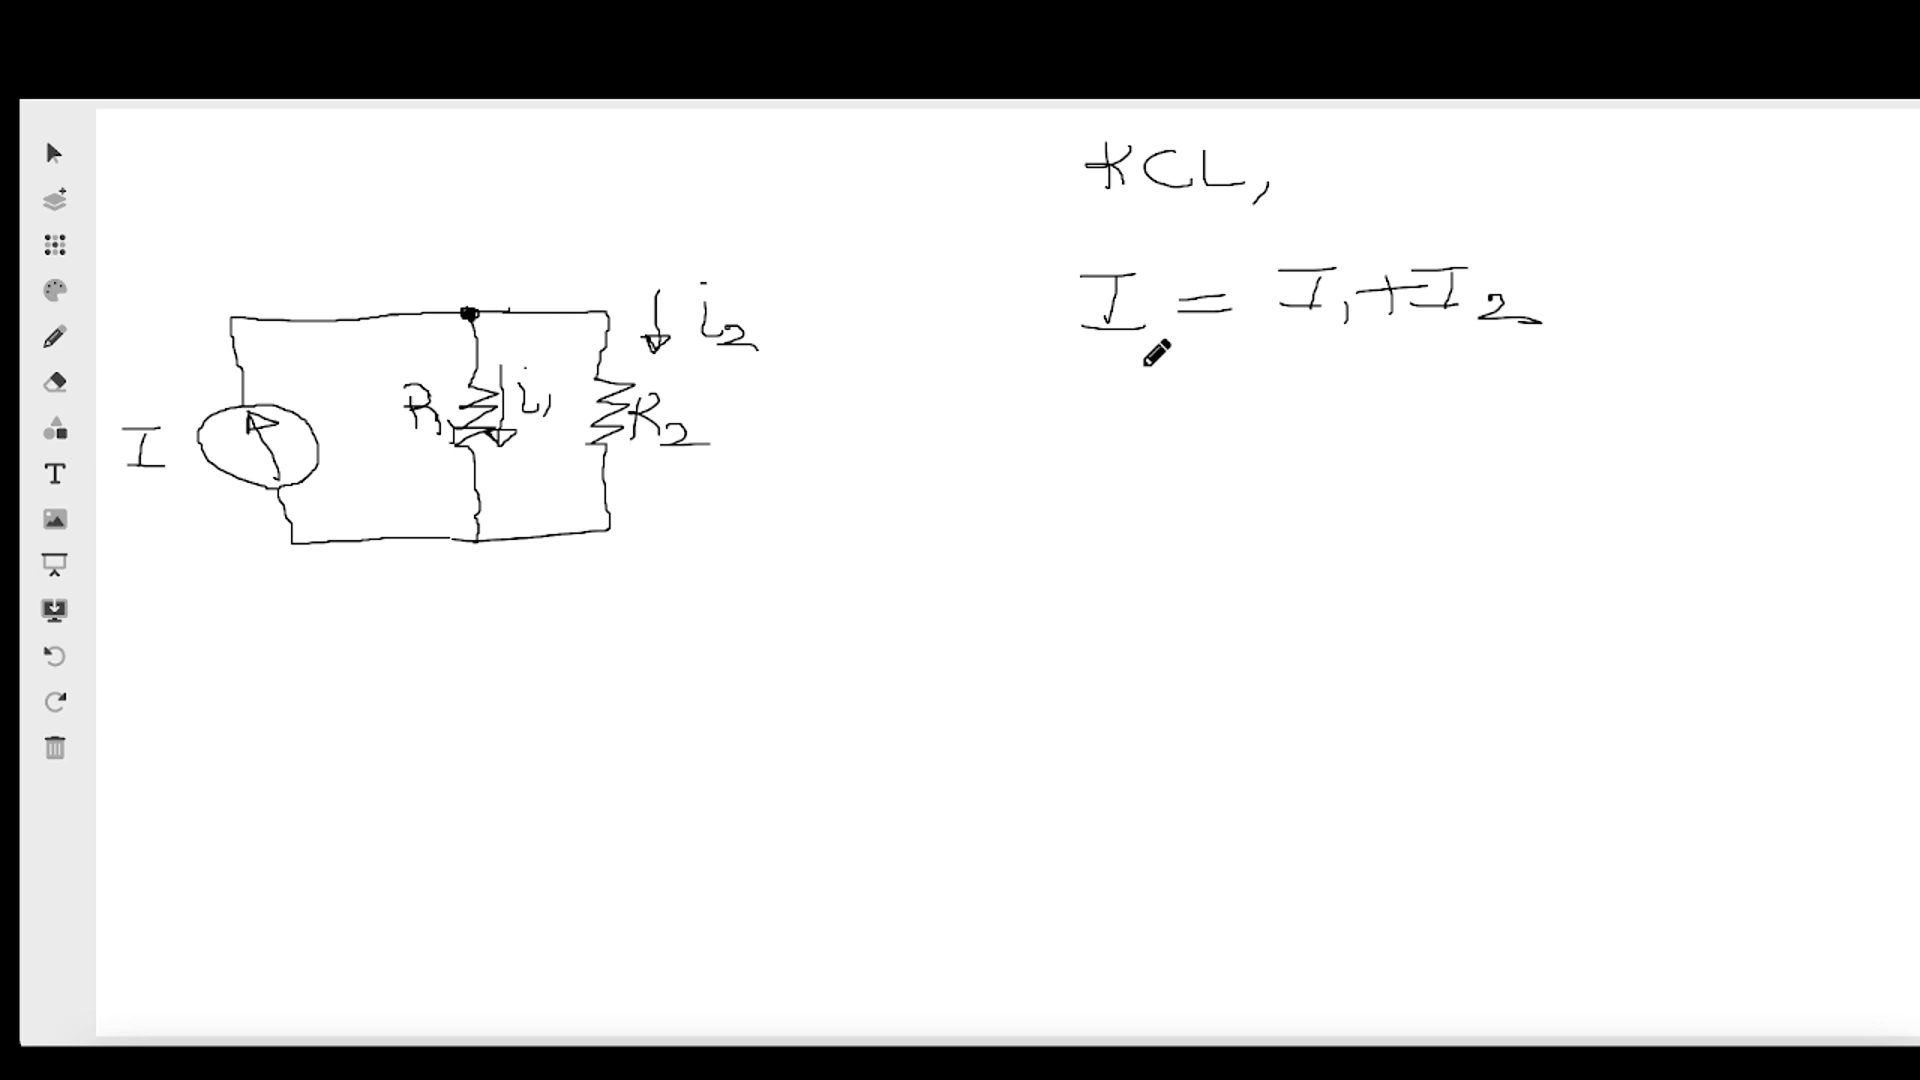 KCL,
I = I₁ + I₂
i₂
R₁
i₁
R₂
I
T